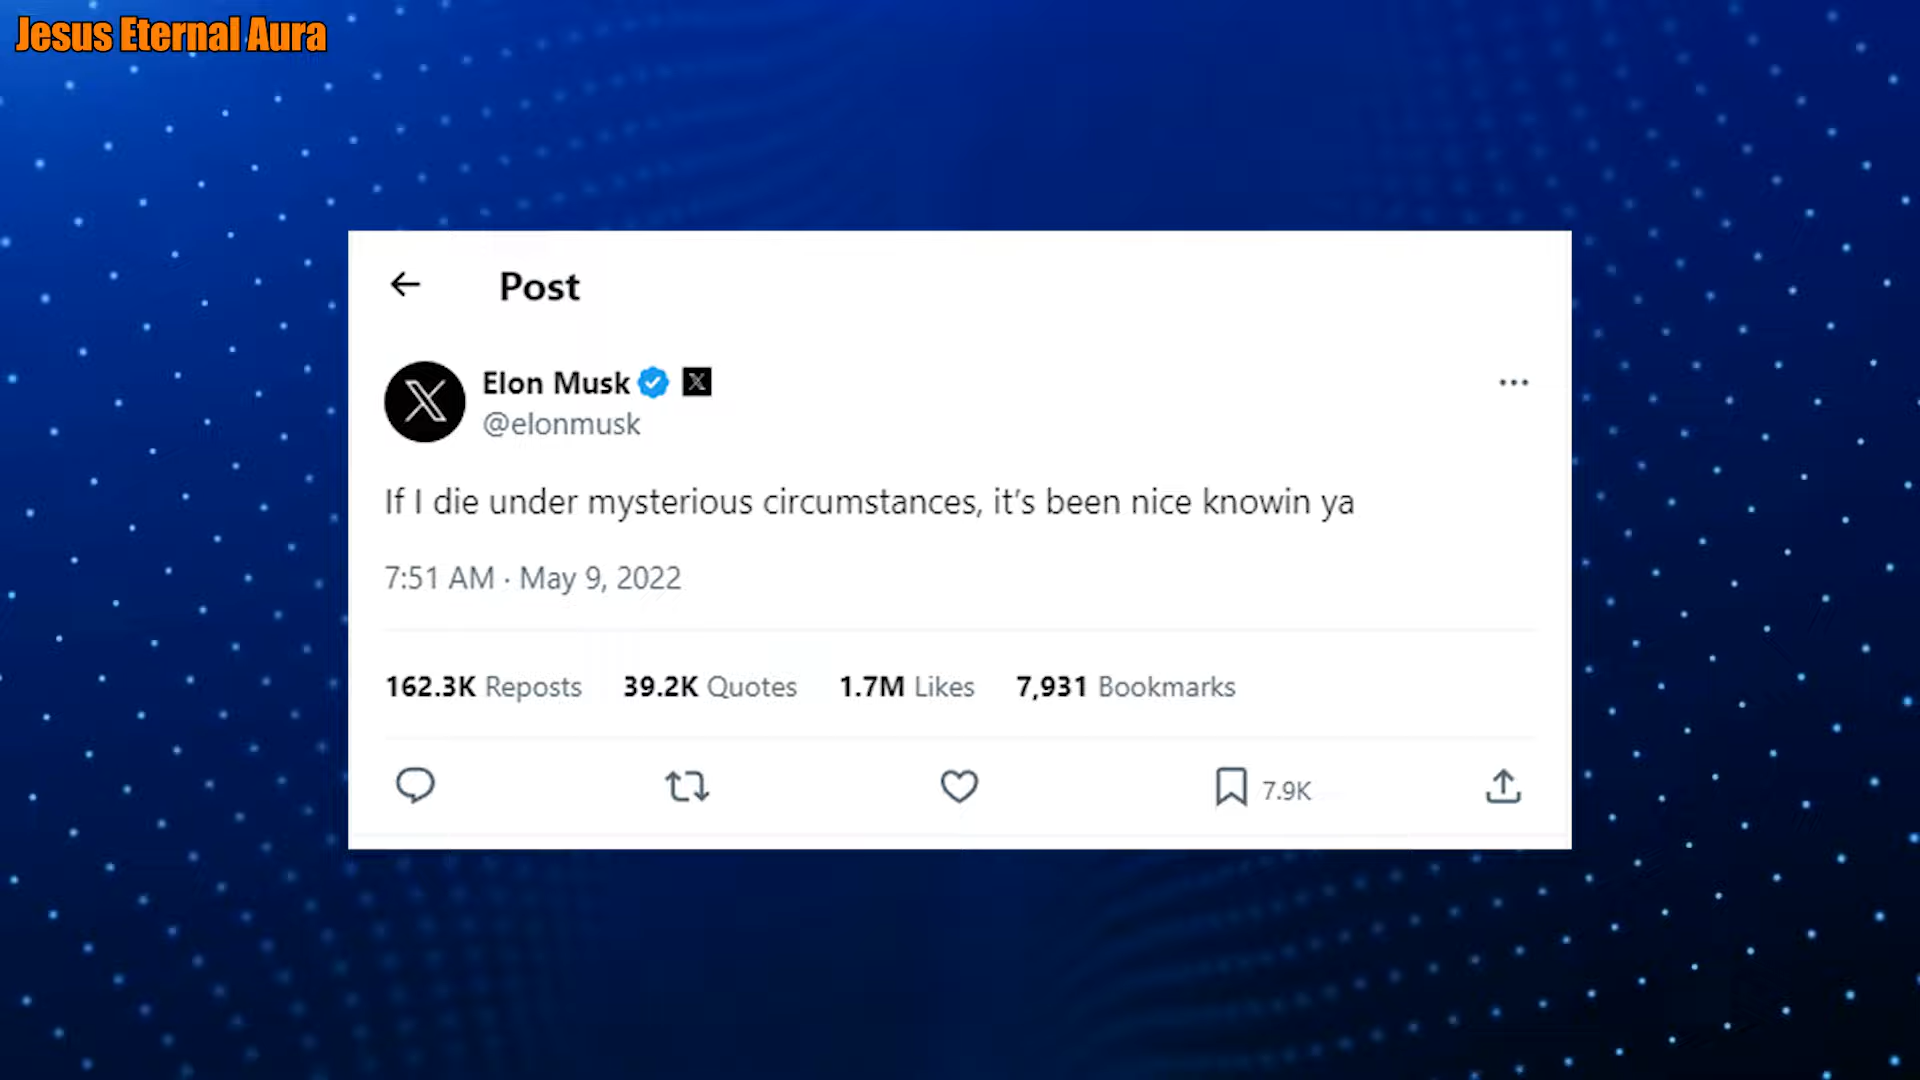 Jesus Eternal Aura
Post
Elon Musk
@elonmusk
If I die under mysterious circumstances, it’s been nice knowin ya
7:51 AM · May 9, 2022
162.3K Reposts 39.2K Quotes 1.7M Likes 7,931 Bookmarks
7.9K